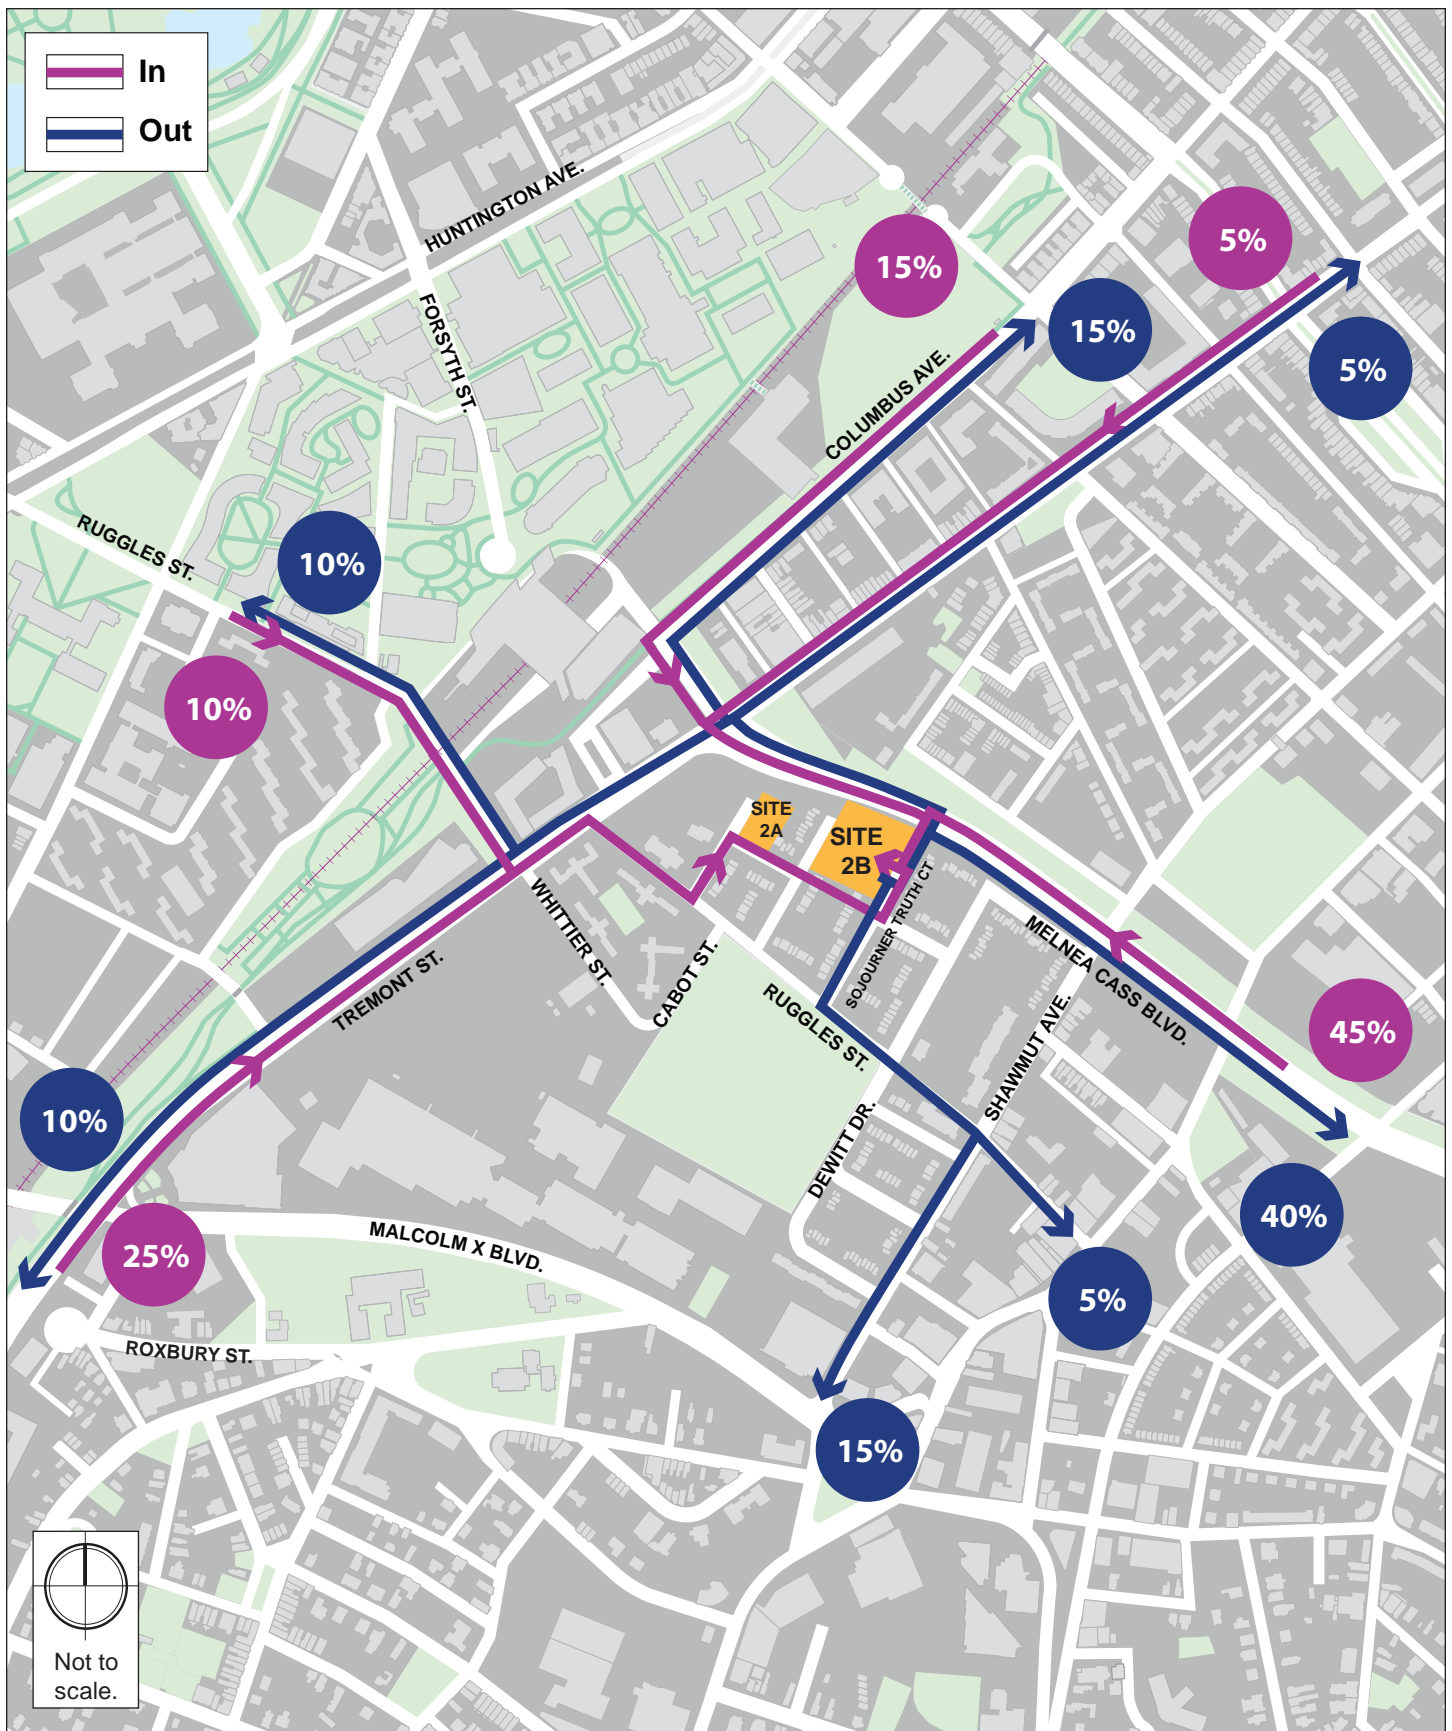 In
Out
HUNTINGTON AVE.
FORSYTH ST.
15%
5%
15%
5%
COLUMBUS AVE.
RUGGLES ST.
10%
10%
SITE
2A
SITE
2B
SOJOURNER TRUTH CT
WHITTIER ST.
CABOT ST.
RUGGLES ST.
MELNEA CASS BLVD.
TREMONT ST.
SHAWMUT AVE.
DEWITT DR.
45%
10%
25%
MALCOLM X BLVD.
40%
5%
ROXBURY ST.
15%
Not to
scale.